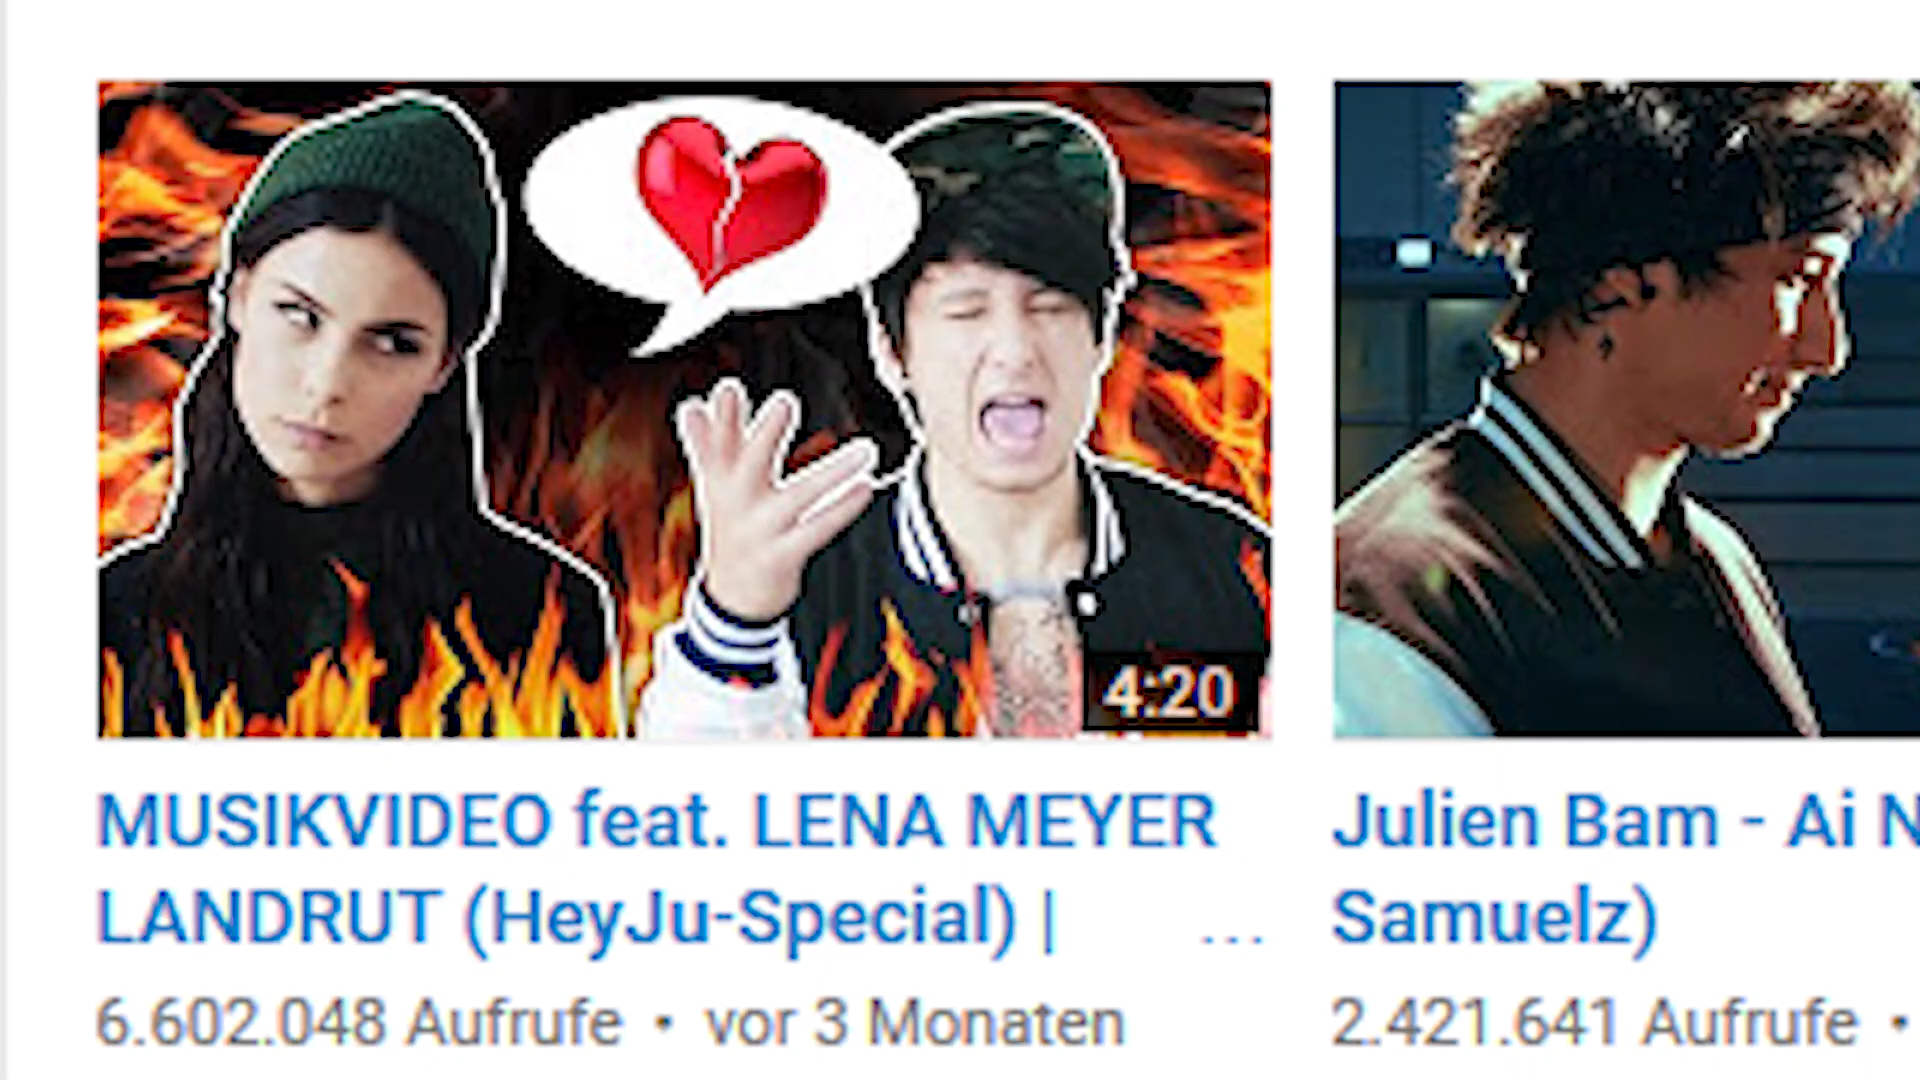 4:20
MUSIKVIDEO feat. LENA MEYER
LANDRUT (HeyJu-Special) | ...
6.602.048 Aufrufe • vor 3 Monaten
Julien Bam - Ai N
Samuelz)
2.421.641 Aufrufe •